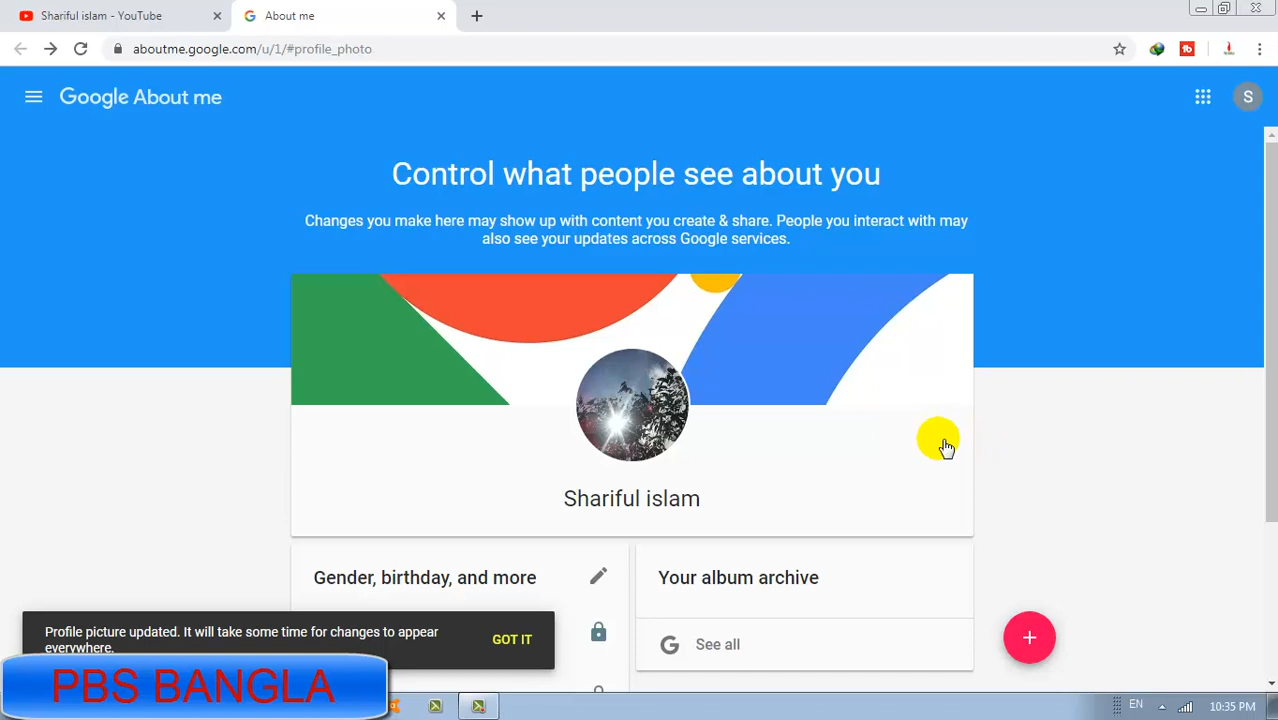 Shariful islam - YouTube
About me
aboutme.google.com/u/1/#profile_photo
Google About me
S
Control what people see about you
Changes you make here may show up with content you create & share. People you interact with may
also see your updates across Google services.
Shariful islam
Gender, birthday, and more
Your album archive
See all
Profile picture updated. It will take some time for changes to appear
everywhere.
GOT IT
PBS BANGLA
EN
10:35 PM